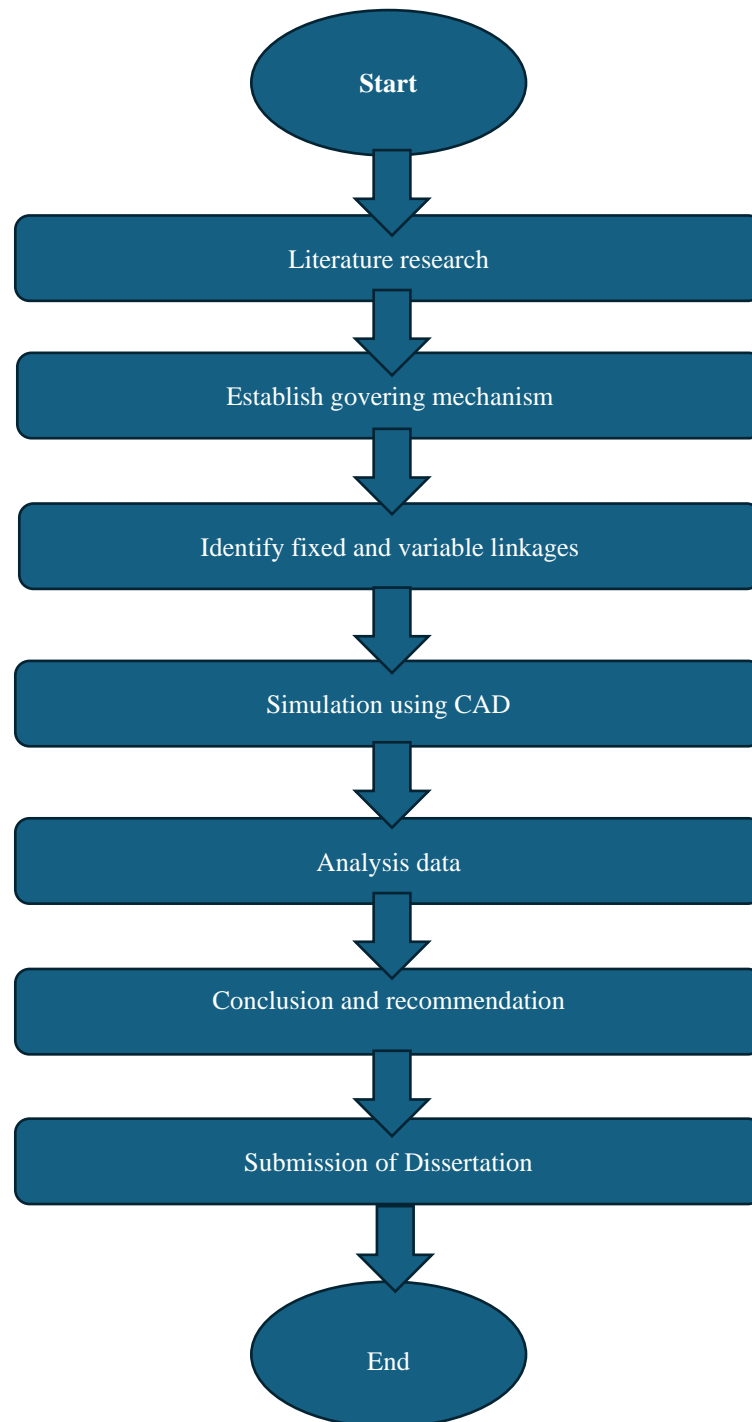 Start
Literature research
Establish govering mechanism
Identify fixed and variable linkages
Simulation using CAD
Analysis data
Conclusion and recommendation
Submission of Dissertation
End